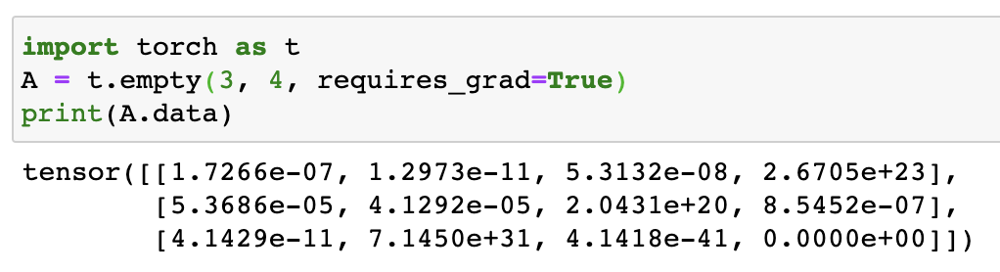 import torch as t
A = t.empty(3, 4, requires_grad=True)
print(A.data)
tensor([[1.7266e-07, 1.2973e-11, 5.3132e-08, 2.6705e+23],
[5.3686e-05, 4.1292e-05, 2.0431e+20, 8.5452e-07],
[4.1429e-11, 7.1450e+31, 4.1418e-41, 0.0000e+00]])